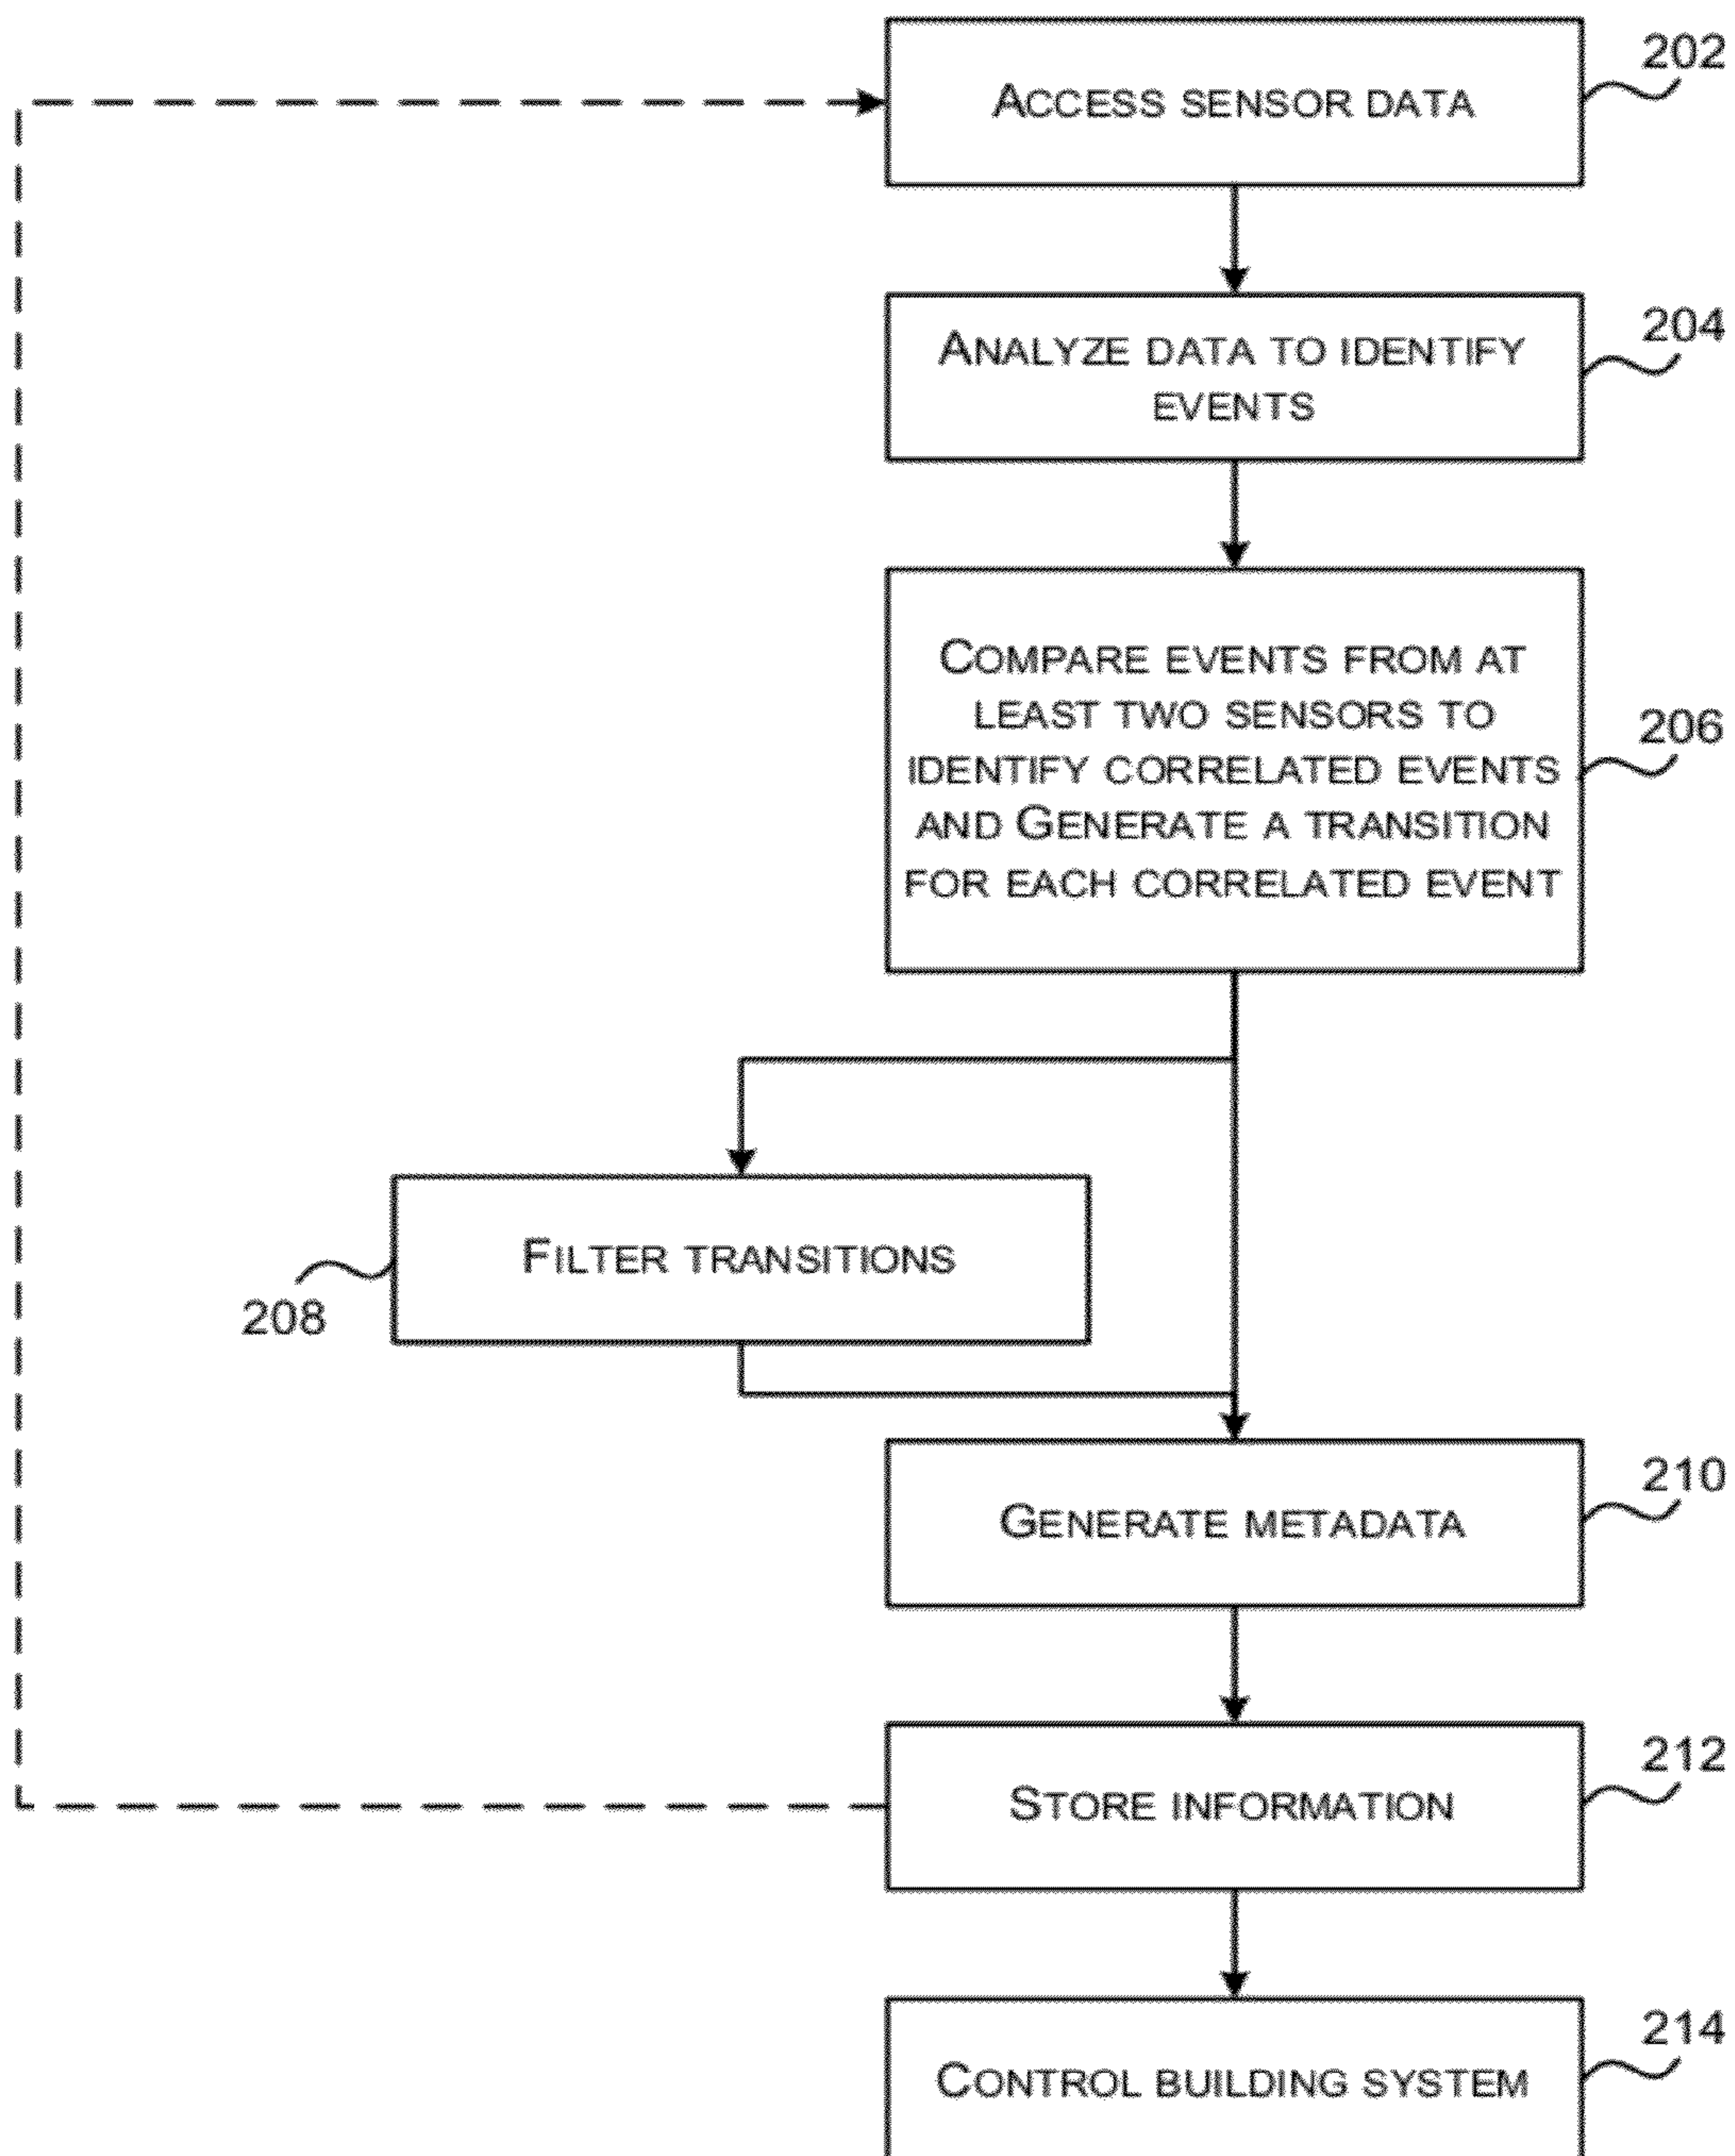 202
ACCESS SENSOR DATA
204
ANALYZE DATA TO IDENTIFY
EVENTS
COMPARE EVENTS FROM AT
LEAST TWO SENSORS TO
206
IDENTIFY CORRELATED EVENTS
AND GENERATE A TRANSITION
FOR EACH CORRELATED EVENT
FILTER TRANSITIONS
208
210
GENERATE METADATA
212
STORE INFORMATION
214
CONTROL BUILDING SYSTEM